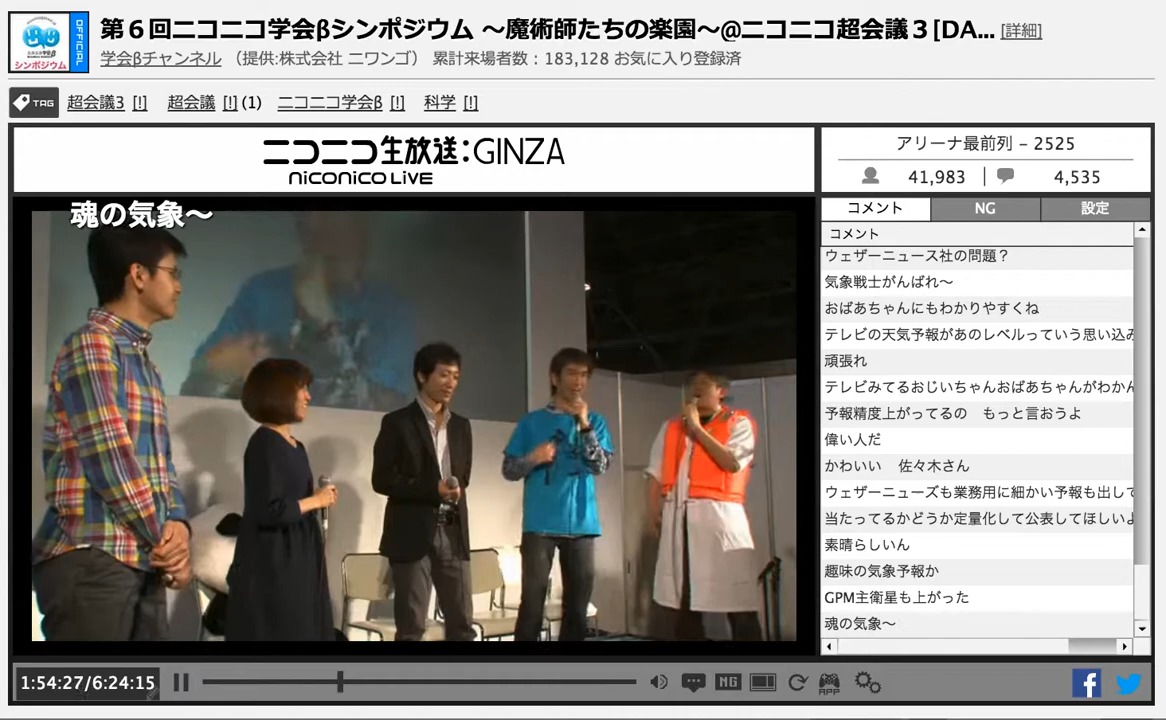 第６回ニコニコ学会βシンポジウム 〜魔術師たちの楽園〜@ニコニコ超会議３[DA... [詳細]
シンポジウム
OFFICIAL
学会βチャンネル （提供:株式会社 ニワンゴ） 累計来場者数：183,128 お気に入り登録済
TAG 超会議3 [!] 超会議 [!] (1) ニコニコ学会β [!] 科学 [!]
ニコニコ生放送：GINZA
niconico Live
アリーナ最前列 − 2525
41,983 | 4,535
コメント NG 設定
コメント
ウェザーニュース社の問題？
気象戦士がんばれ〜
おばあちゃんにもわかりやすくね
テレビの天気予報があのレベルっていう思い込み
頑張れ
テレビみてるおじいちゃんおばあちゃんがわかん
予報精度上がってるの　もっと言おうよ
偉い人だ
かわいい　佐々木さん
ウェザーニューズも業務用に細かい予報も出して
当たってるかどうか定量化して公表してほしいよ
素晴らしいん
趣味の気象予報か
GPM主衛星も上がった
魂の気象〜
魂の気象〜
1:54:27/6:24:15
NG
APP